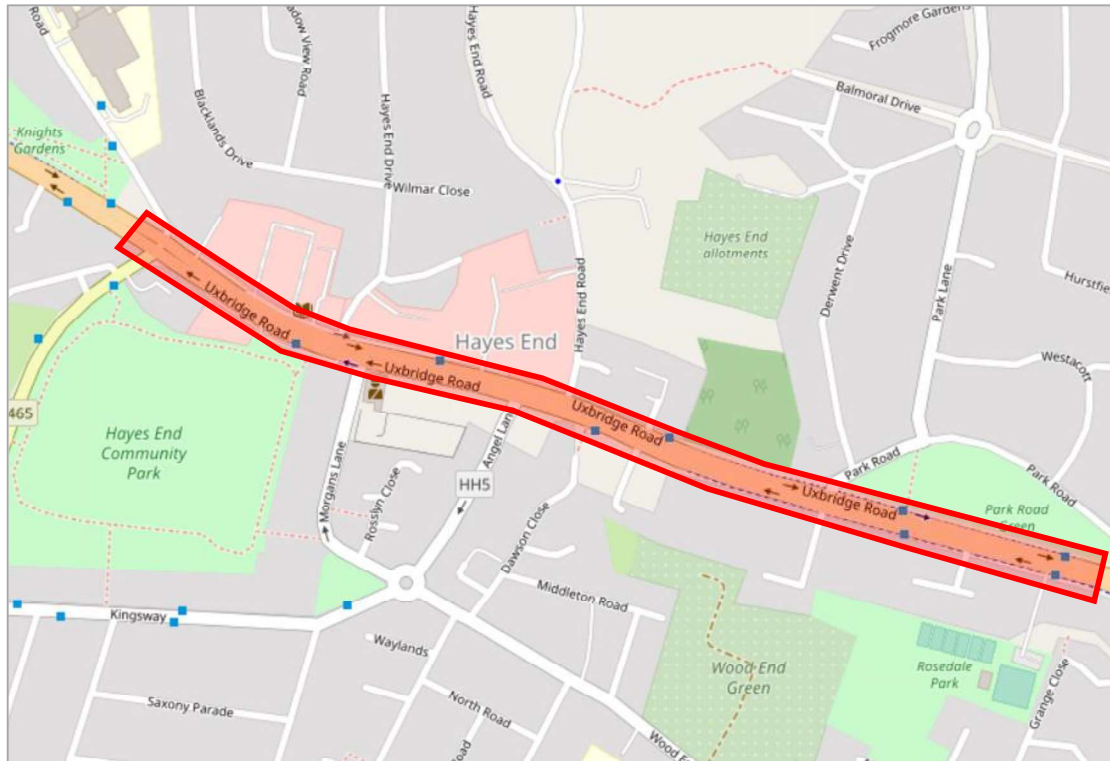 Road
Knights
Gardens
adow View Road
Blacklands Drive
Hayes End Drive
Wilmar Close
Hayes End Road
Frogmore Gardens
Balmoral Drive
Hayes End
allotments
Derwent Drive
Park Lane
Hurstfie
Westacott
Uxbridge Road
Hayes End
Hayes End Road
Uxbridge Road
Uxbridge Road
Uxbridge Road
465
Hayes End
Community
Park
Morgans Lane
Rosslyn Close
Angel Lan
HH5
Dawson Close
Park Road
Park Road
Park Road
Green
Middleton Road
Kingsway
Waylands
North Road
Saxony Parade
Road
Wood E
Wood End
Green
Rosedale
Park
Grange Close